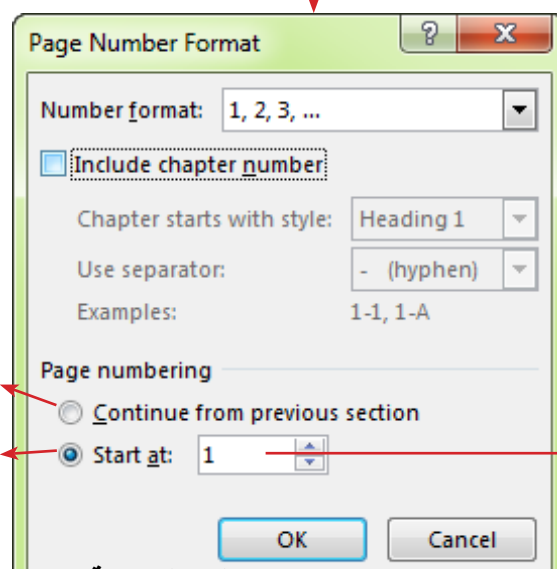 Page Number Format
Number format: 1, 2, 3, ...
Include chapter number
Chapter starts with style: Heading 1
Use separator: - (hyphen)
Examples: 1-1, 1-A
Page numbering
Continue from previous section
Start at: 1
OK Cancel